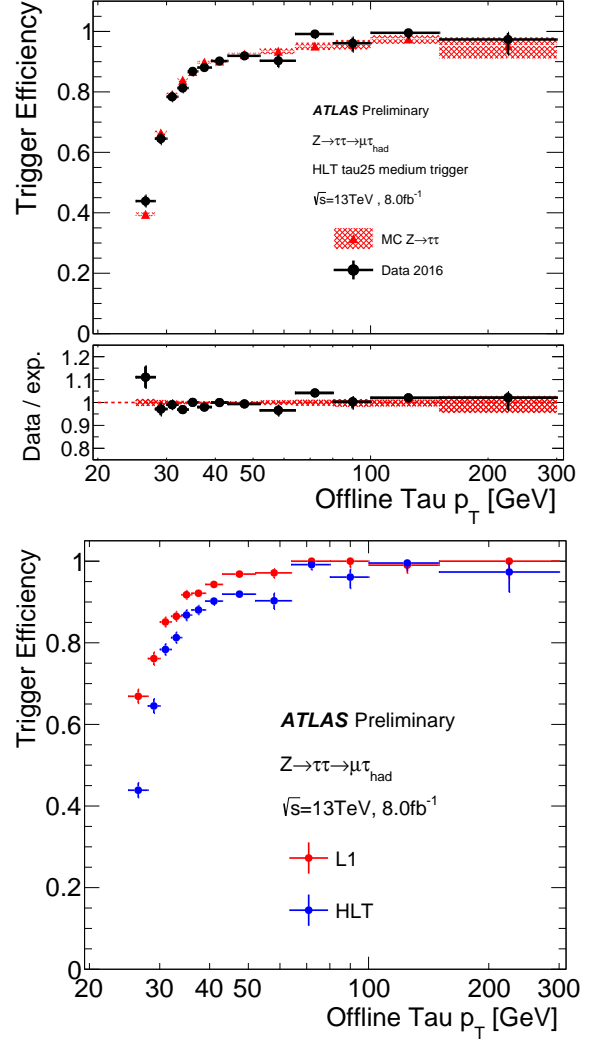 Trigger Efficiency
1
0.8
0.6
0.4
0.2
0
ATLAS Preliminary
Z→ττ→μτhad
HLT tau25 medium trigger
√s=13TeV , 8.0fb-1
MC Z→ττ
Data 2016
Data / exp.
1.2
1.1
1
0.9
0.8
20 30 40 50 100 200 300
Offline Tau pT [GeV]
Trigger Efficiency
1
0.8
0.6
0.4
0.2
0
ATLAS Preliminary
Z→ττ→μτhad
√s=13TeV, 8.0fb-1
L1
HLT
20 30 40 50 100 200 300
Offline Tau pT [GeV]